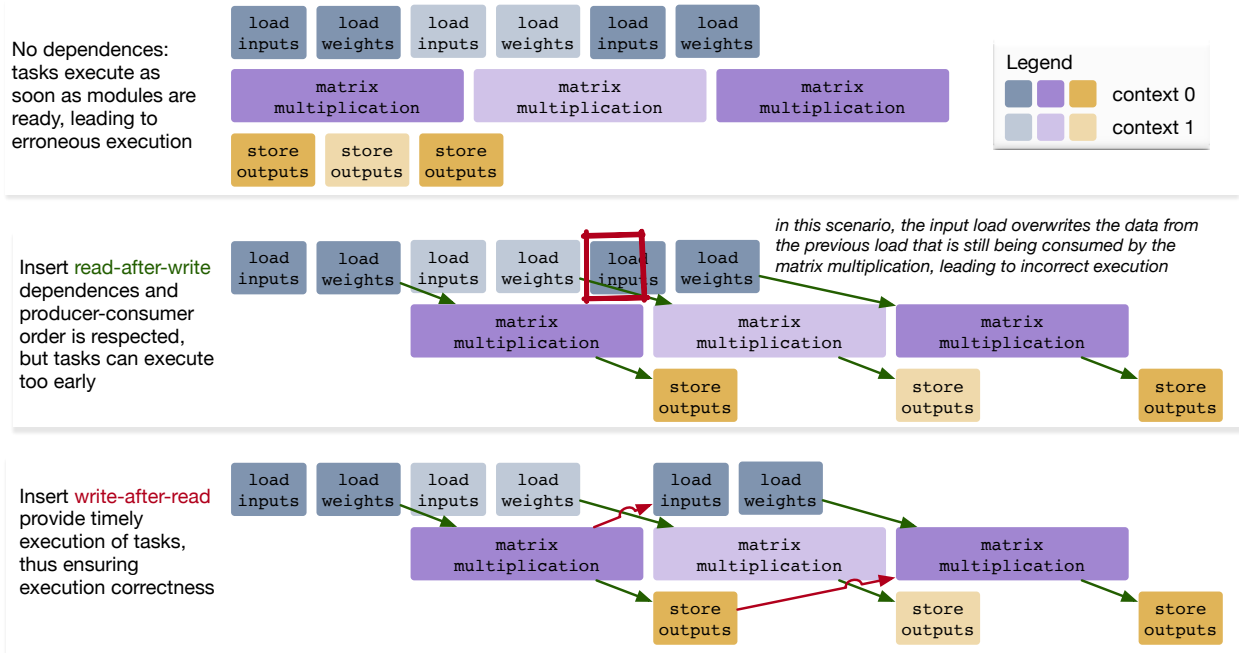 No dependences:
tasks execute as
soon as modules are
ready, leading to
erroneous execution
load
inputs
load
weights
load
inputs
load
weights
load
inputs
load
weights
matrix
multiplication
matrix
multiplication
matrix
multiplication
store
outputs
store
outputs
store
outputs
Legend
context 0
context 1
Insert read-after-write
dependences and
producer-consumer
order is respected,
but tasks can execute
too early
load
inputs
load
weights
load
inputs
load
weights
load
inputs
load
weights
in this scenario, the input load overwrites the data from
the previous load that is still being consumed by the
matrix multiplication, leading to incorrect execution
matrix
multiplication
matrix
multiplication
matrix
multiplication
store
outputs
store
outputs
store
outputs
Insert write-after-read
provide timely
execution of tasks,
thus ensuring
execution correctness
load
inputs
load
weights
load
inputs
load
weights
load
inputs
load
weights
matrix
multiplication
matrix
multiplication
matrix
multiplication
store
outputs
store
outputs
store
outputs